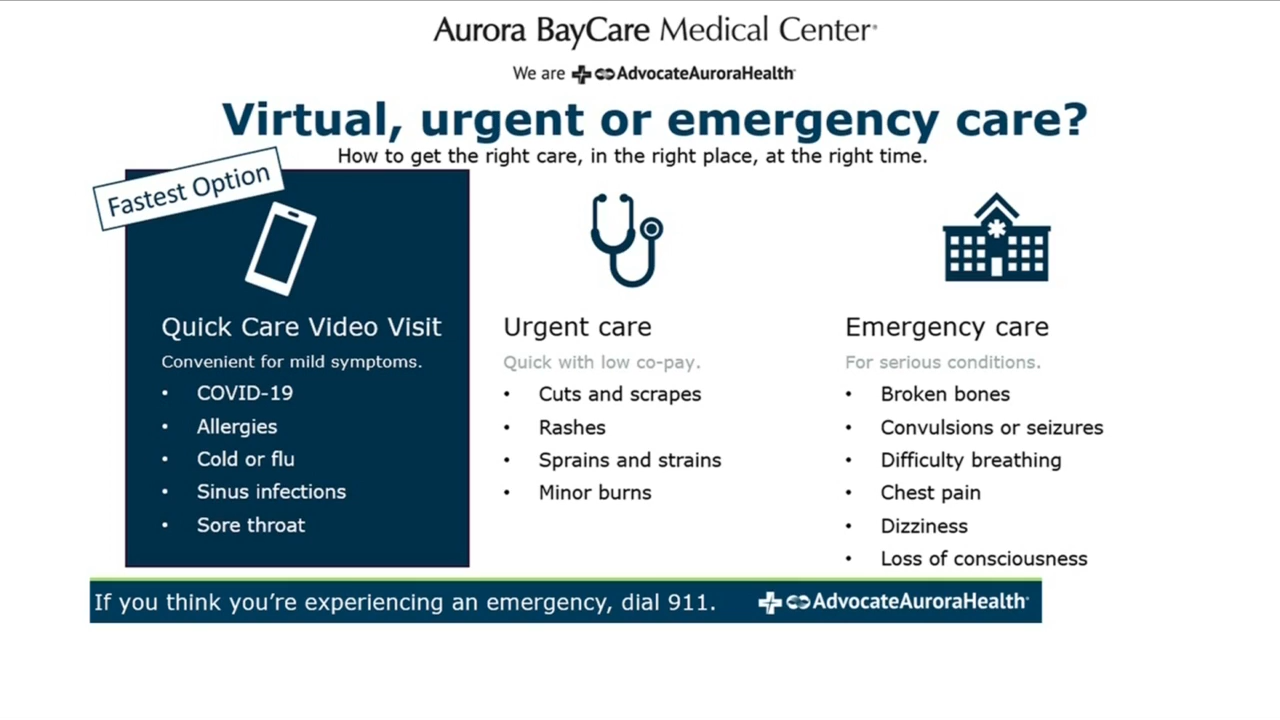 Aurora BayCare Medical Center
We are AdvocateAuroraHealth
Virtual, urgent or emergency care?
How to get the right care, in the right place, at the right time.
Fastest Option
Quick Care Video Visit
Convenient for mild symptoms.
• COVID-19
• Allergies
• Cold or flu
• Sinus infections
• Sore throat
Urgent care
Quick with low co-pay.
• Cuts and scrapes
• Rashes
• Sprains and strains
• Minor burns
Emergency care
For serious conditions.
• Broken bones
• Convulsions or seizures
• Difficulty breathing
• Chest pain
• Dizziness
• Loss of consciousness
If you think you’re experiencing an emergency, dial 911.
AdvocateAuroraHealth